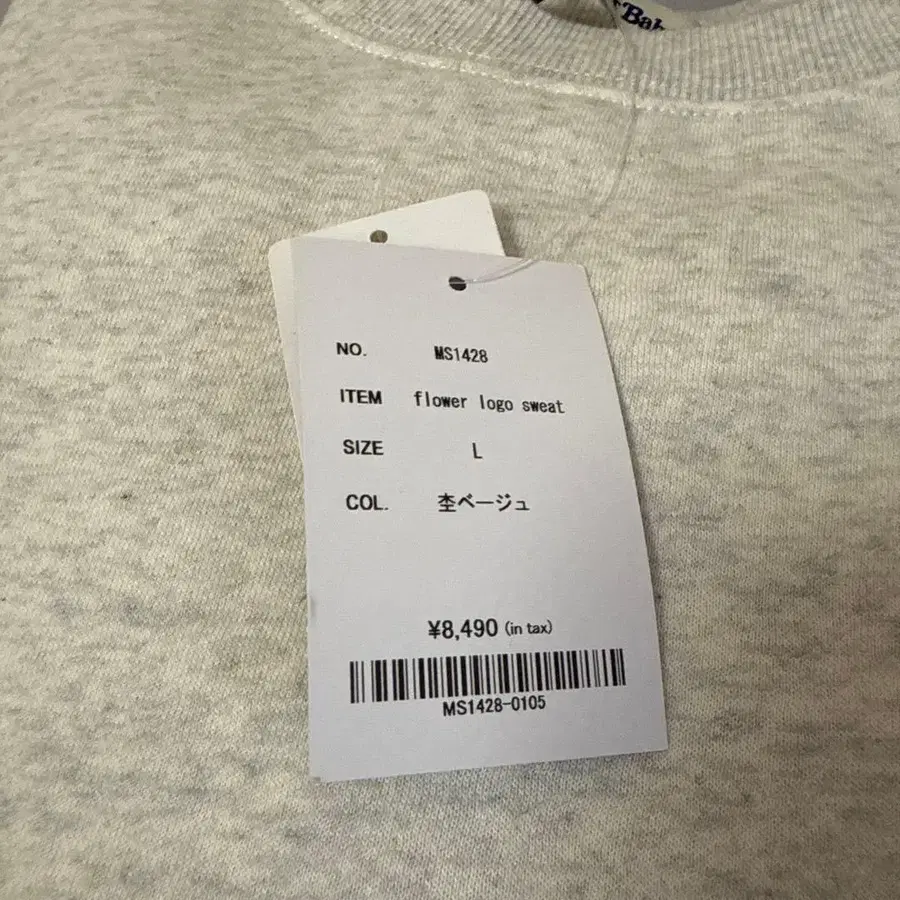 Bab
NO. MS1428
ITEM flower logo sweat
SIZE L
COL. 杢ベージュ
¥8,490 (in tax)
MS1428-0105